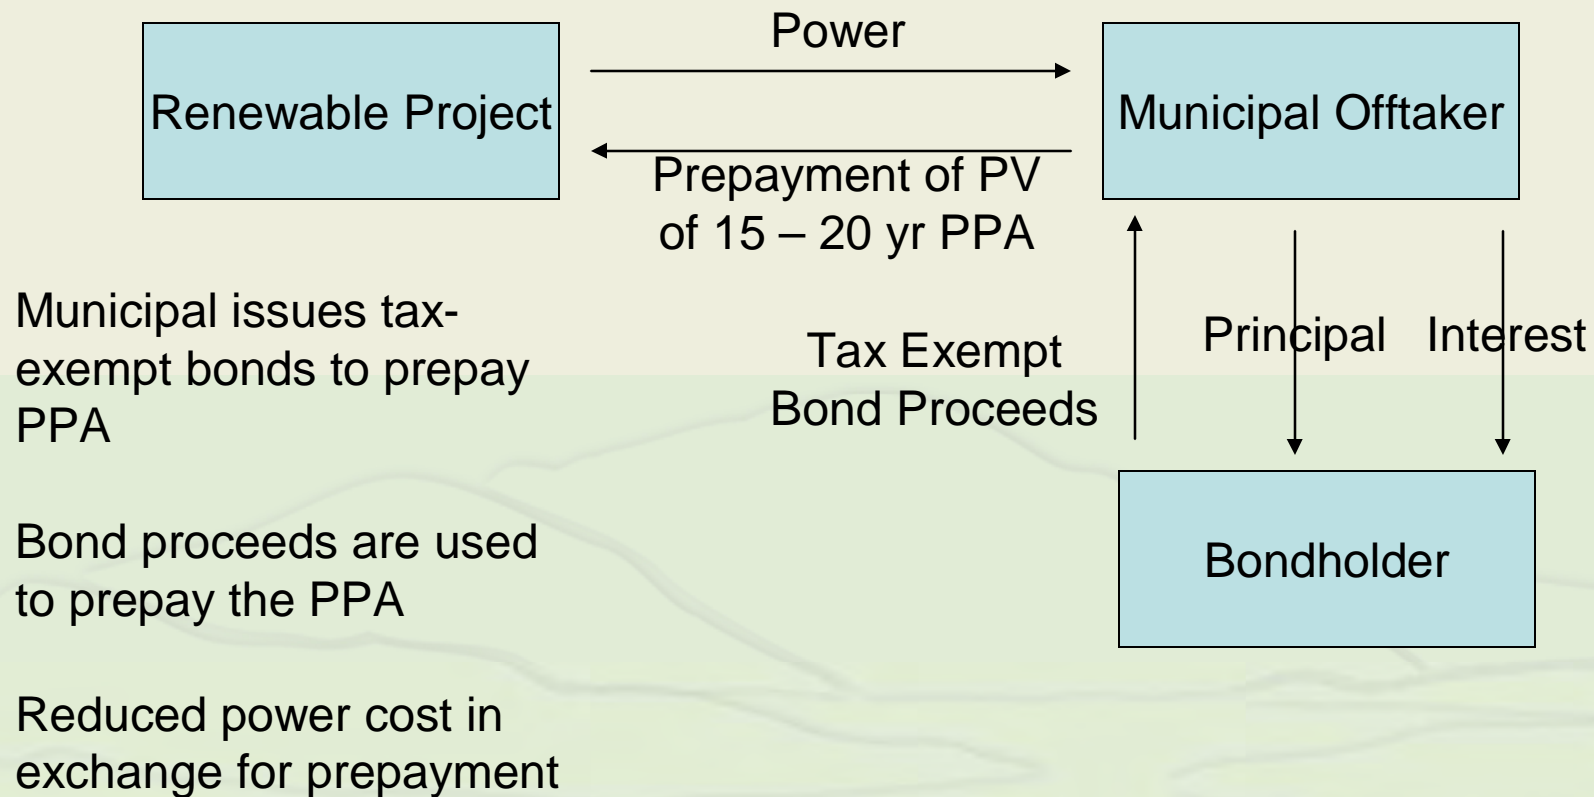 Power
Renewable Project
Municipal Offtaker
Prepayment of PV
of 15 – 20 yr PPA
Municipal issues tax-
exempt bonds to prepay
PPA
Tax Exempt
Bond Proceeds
Principal
Interest
Bond proceeds are used
to prepay the PPA
Bondholder
Reduced power cost in
exchange for prepayment